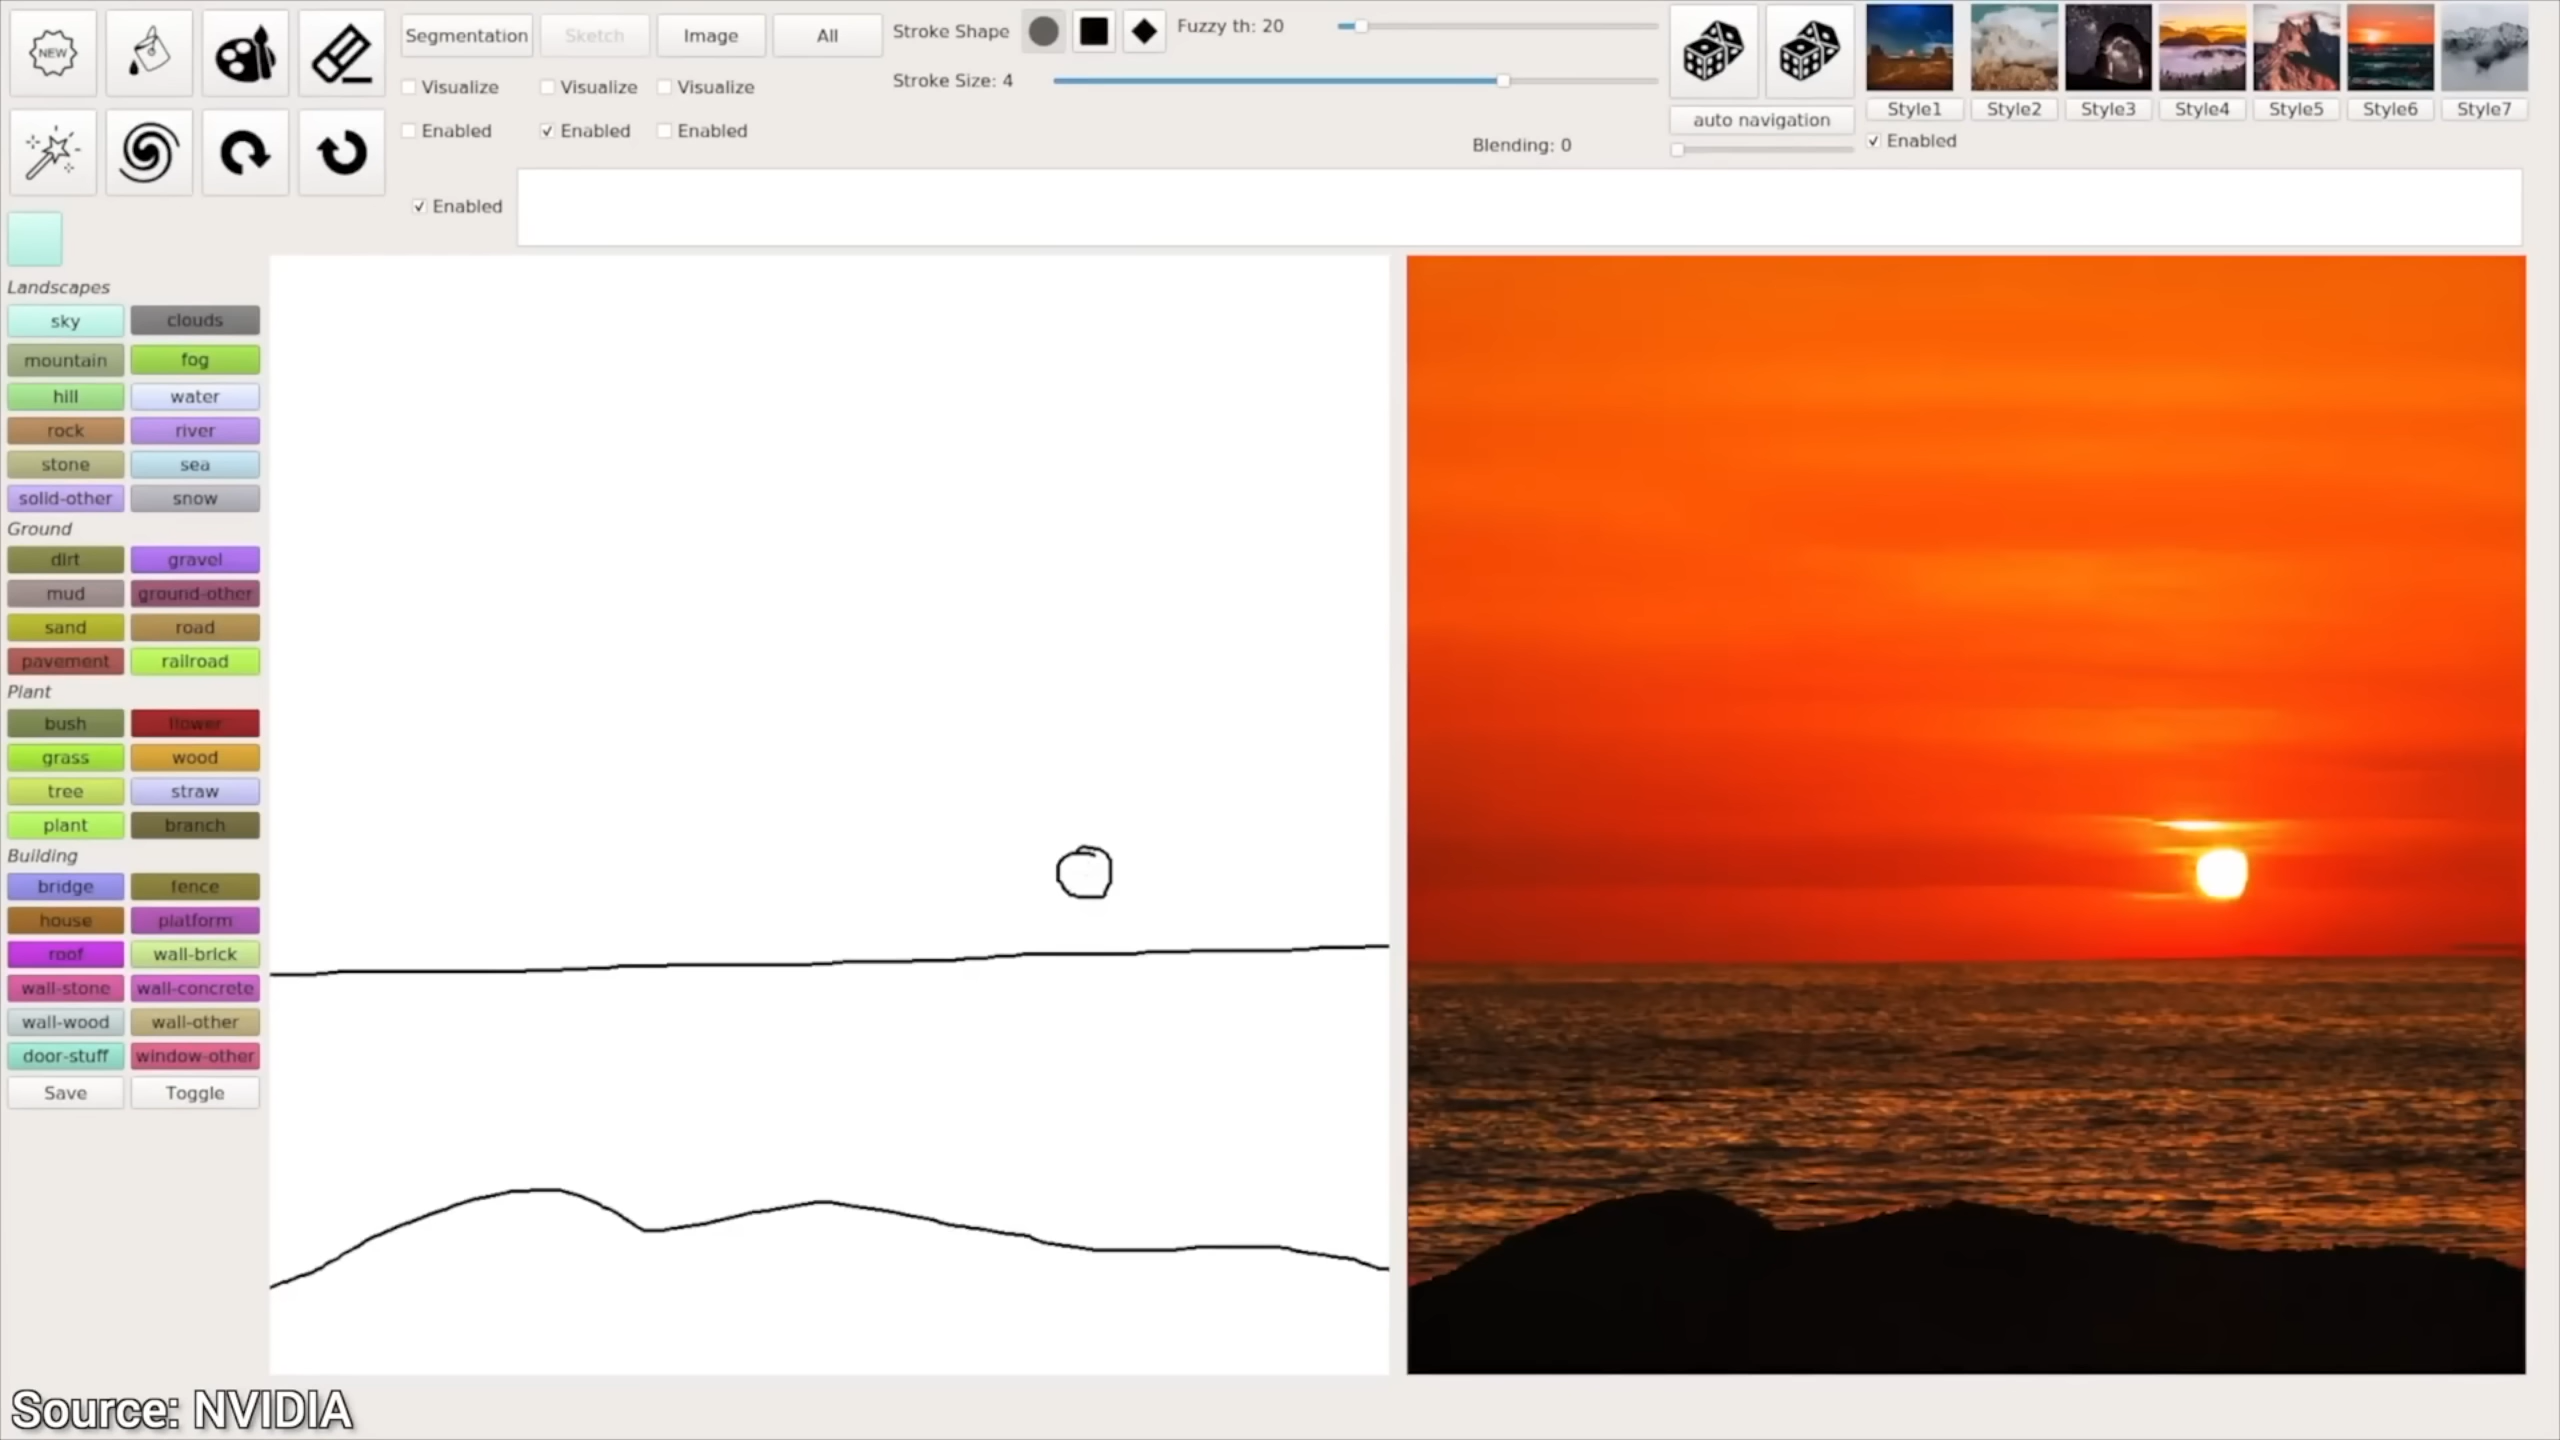 NEW
Segmentation Sketch Image All
Stroke Shape
Fuzzy th: 20
Visualize Visualize Visualize
Stroke Size: 4
Enabled Enabled Enabled
Blending: 0
auto navigation
Style1 Style2 Style3 Style4 Style5 Style6 Style7
Enabled
Enabled
Landscapes
sky clouds
mountain fog
hill water
rock river
stone sea
solid-other snow
Ground
dirt gravel
mud ground-other
sand road
pavement railroad
Plant
bush flower
grass wood
tree straw
plant branch
Building
bridge fence
house platform
roof wall-brick
wall-stone wall-concrete
wall-wood wall-other
door-stuff window-other
Save Toggle
Source: NVIDIA